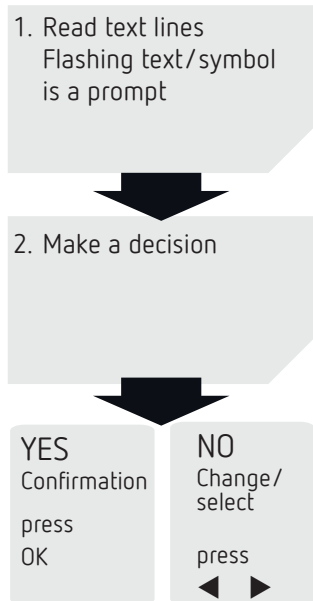 1. Read text lines
Flashing text/symbol
is a prompt
2. Make a decision
YES
Confirmation
press
OK
NO
Change/
select
press
◀ ▶